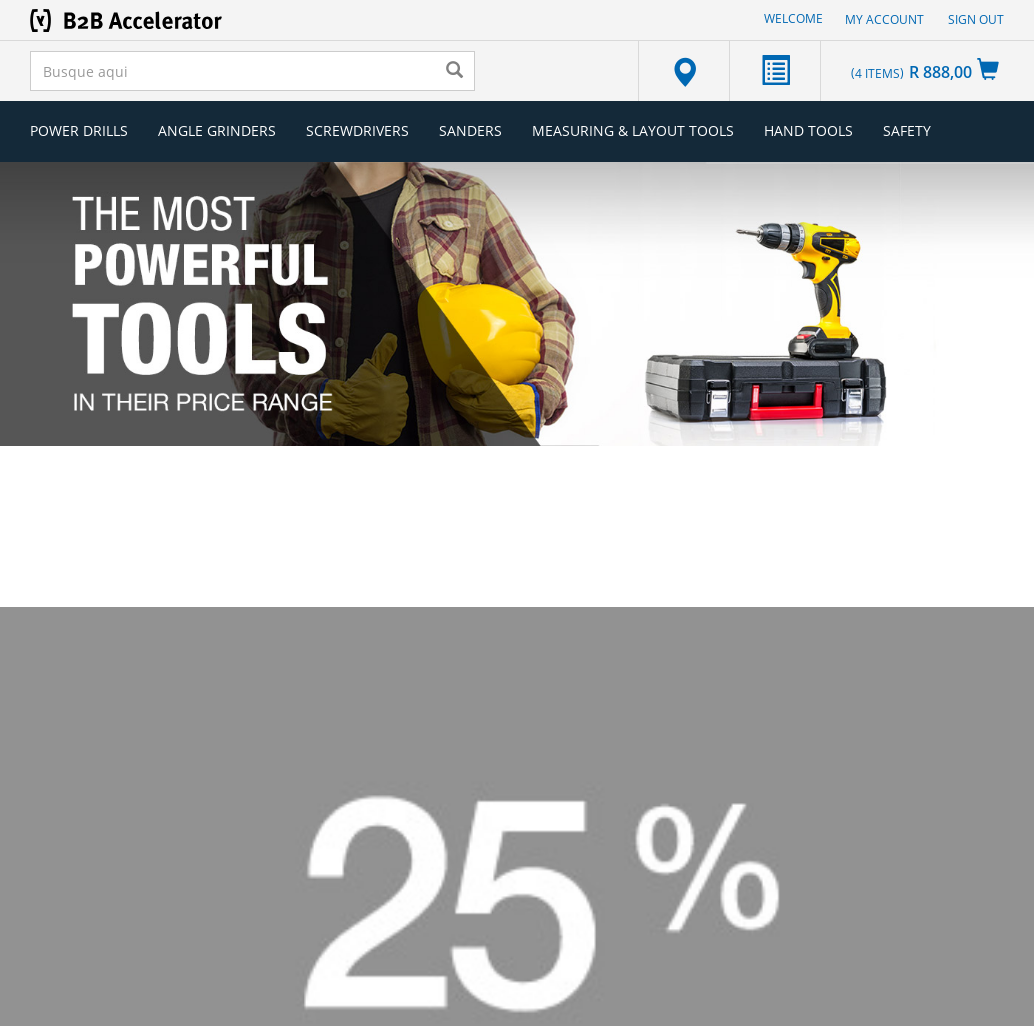 B2B Accelerator
WELCOME MY ACCOUNT SIGN OUT
Busque aqui
(4 ITEMS) R 888,00
POWER DRILLS ANGLE GRINDERS SCREWDRIVERS SANDERS MEASURING & LAYOUT TOOLS HAND TOOLS SAFETY
THE MOST
POWERFUL
TOOLS
IN THEIR PRICE RANGE
25 %